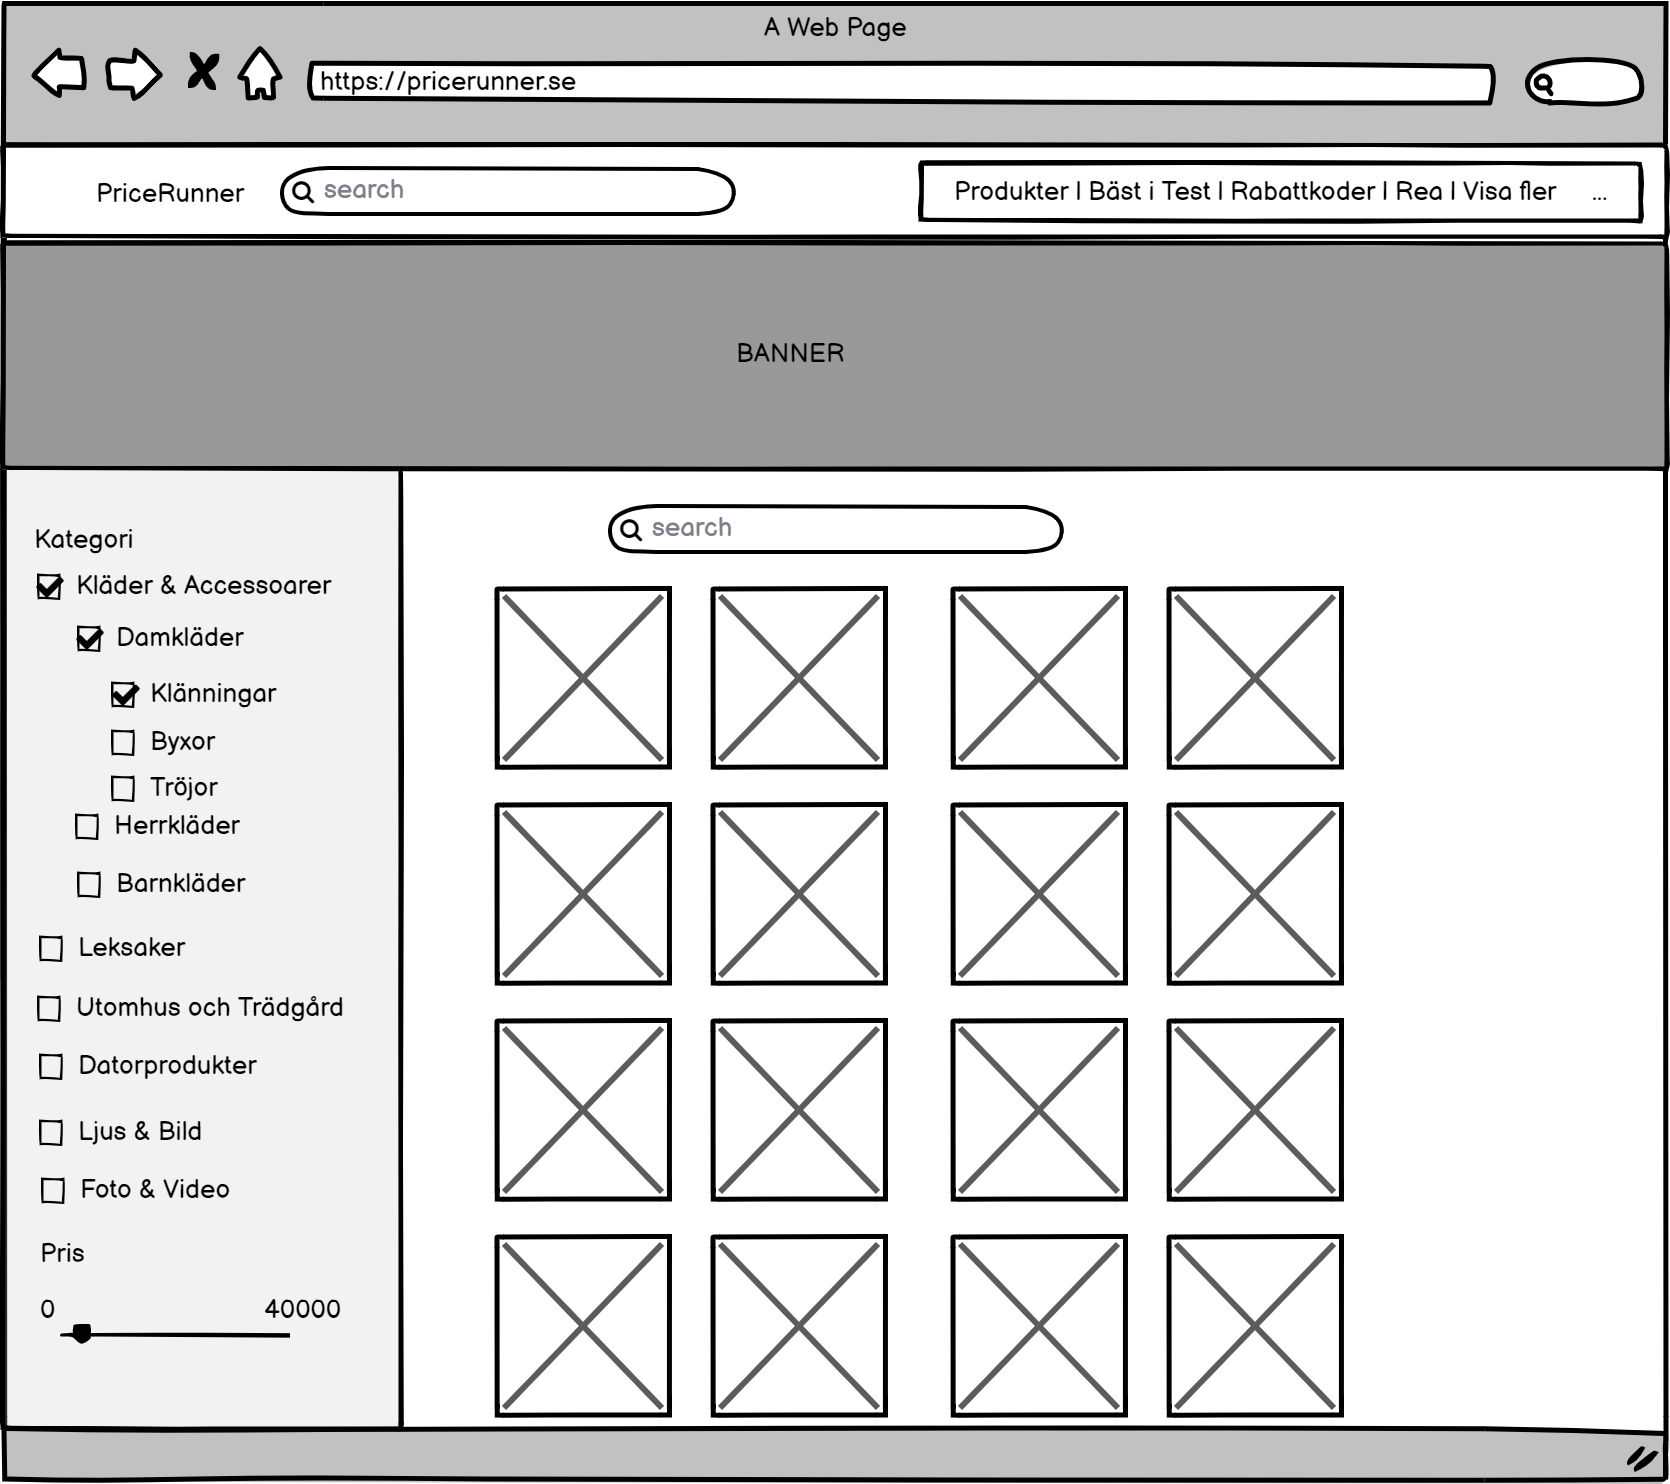 A Web Page
https://pricerunner.se
PriceRunner
search
Produkter | Bäst i Test | Rabattkoder | Rea | Visa fler ...
BANNER
search
Kategori
Kläder & Accessoarer
Damkläder
Klänningar
Byxor
Tröjor
Herrkläder
Barnkläder
Leksaker
Utomhus och Trädgård
Datorprodukter
Ljus & Bild
Foto & Video
Pris
0 40000